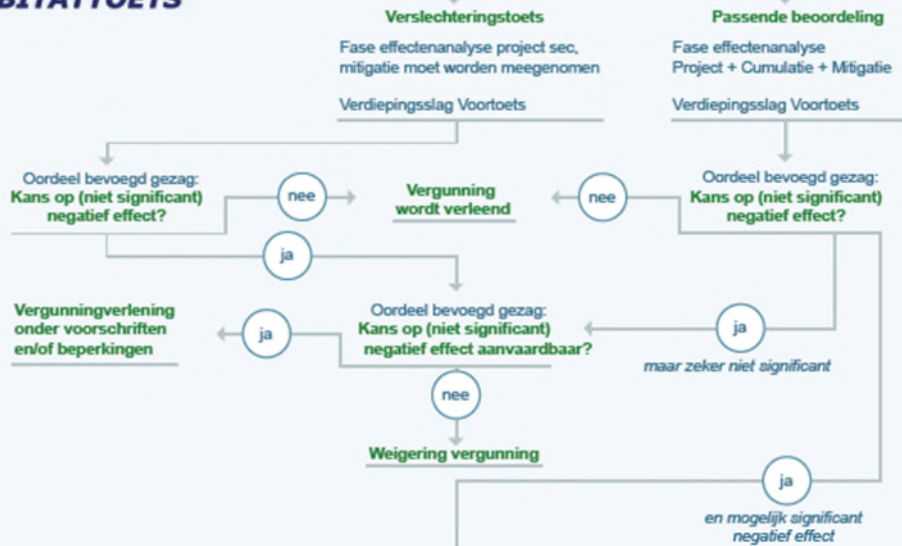 BITATTOETS
Verslechteringstoets
Fase effectenanalyse project sec,
mitigatie moet worden meegenomen
Verdiepingsslag Voortoets
Passende beoordeling
Fase effectenanalyse
Project + Cumulatie + Mitigatie
Verdiepingsslag Voortoets
Oordeel bevoegd gezag:
Kans op (niet significant)
negatief effect?
nee
Vergunning
wordt verleend
nee
Oordeel bevoegd gezag:
Kans op (niet significant)
negatief effect?
ja
Vergunningverlening
onder voorschriften
en/of beperkingen
ja
Oordeel bevoegd gezag:
Kans op (niet significant)
negatief effect aanvaardbaar?
ja
maar zeker niet significant
nee
Weigering vergunning
ja
en mogelijk significant
negatief effect